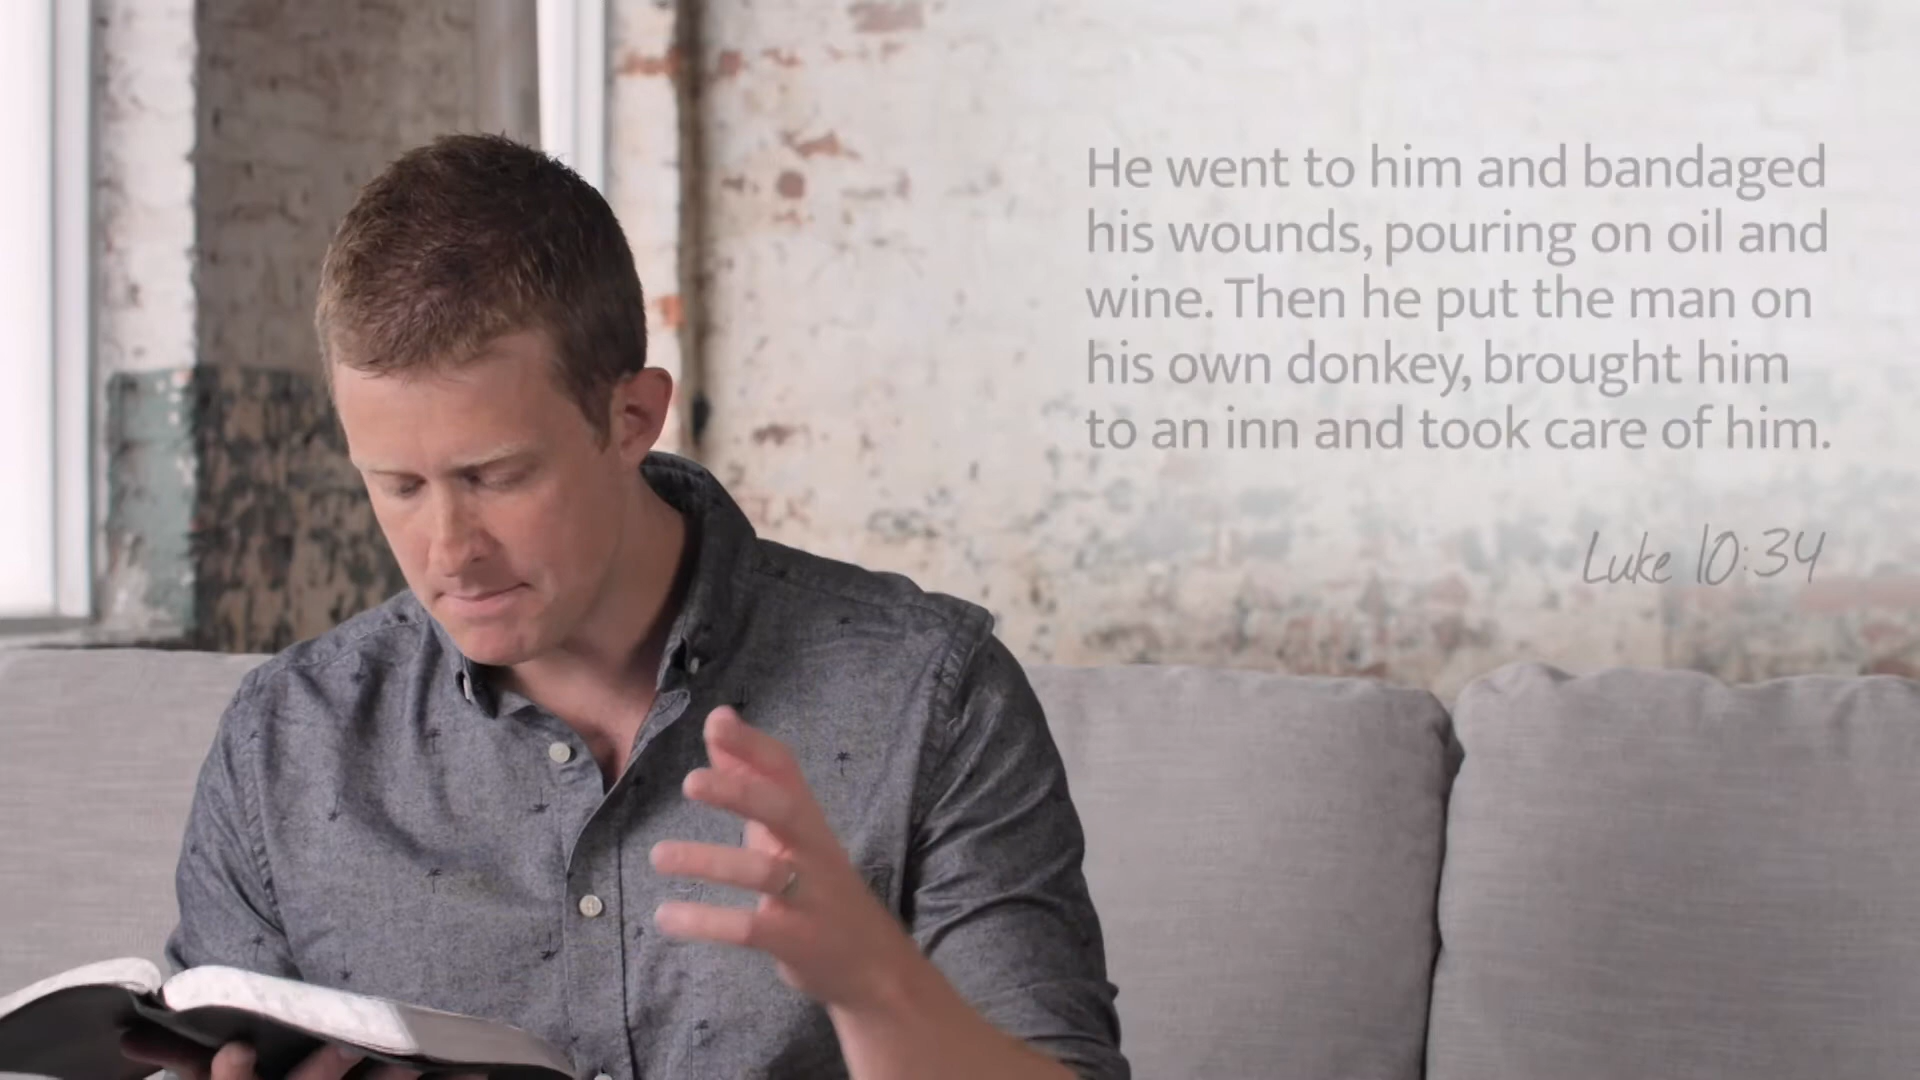 He went to him and bandaged
his wounds, pouring on oil and
wine. Then he put the man on
his own donkey, brought him
to an inn and took care of him.
Luke 10:34